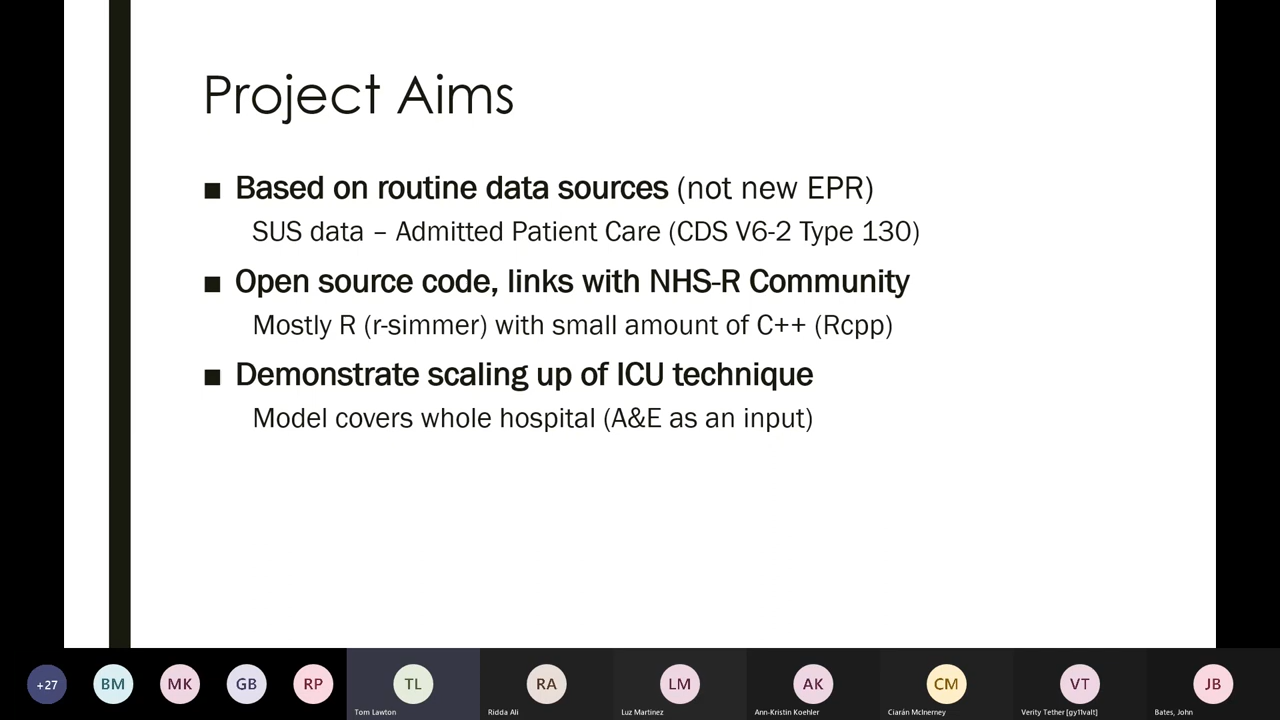 Project Aims
■ Based on routine data sources (not new EPR)
SUS data – Admitted Patient Care (CDS V6-2 Type 130)
■ Open source code, links with NHS-R Community
Mostly R (r-simmer) with small amount of C++ (Rcpp)
■ Demonstrate scaling up of ICU technique
Model covers whole hospital (A&E as an input)
+27 BM MK GB RP TL RA LM AK CM VT JB
Tom Lawton Ridda Ali Luz Martinez Ann-Kristin Koehler Ciarán McInerney Verity Tether [gy11valt] Bates, John